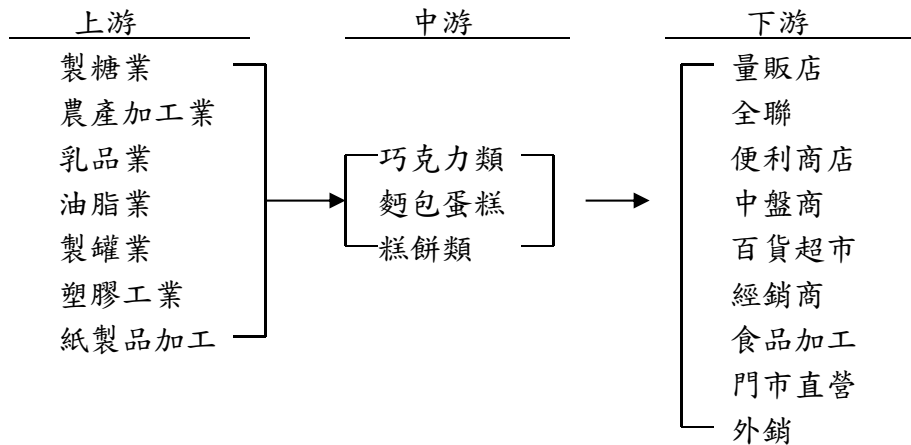 上游
製糖業
農產加工業
乳品業
油脂業
製罐業
塑膠工業
紙製品加工
中游
巧克力類
麵包蛋糕
糕餅類
下游
量販店
全聯
便利商店
中盤商
百貨超市
經銷商
食品加工
門市直營
外銷